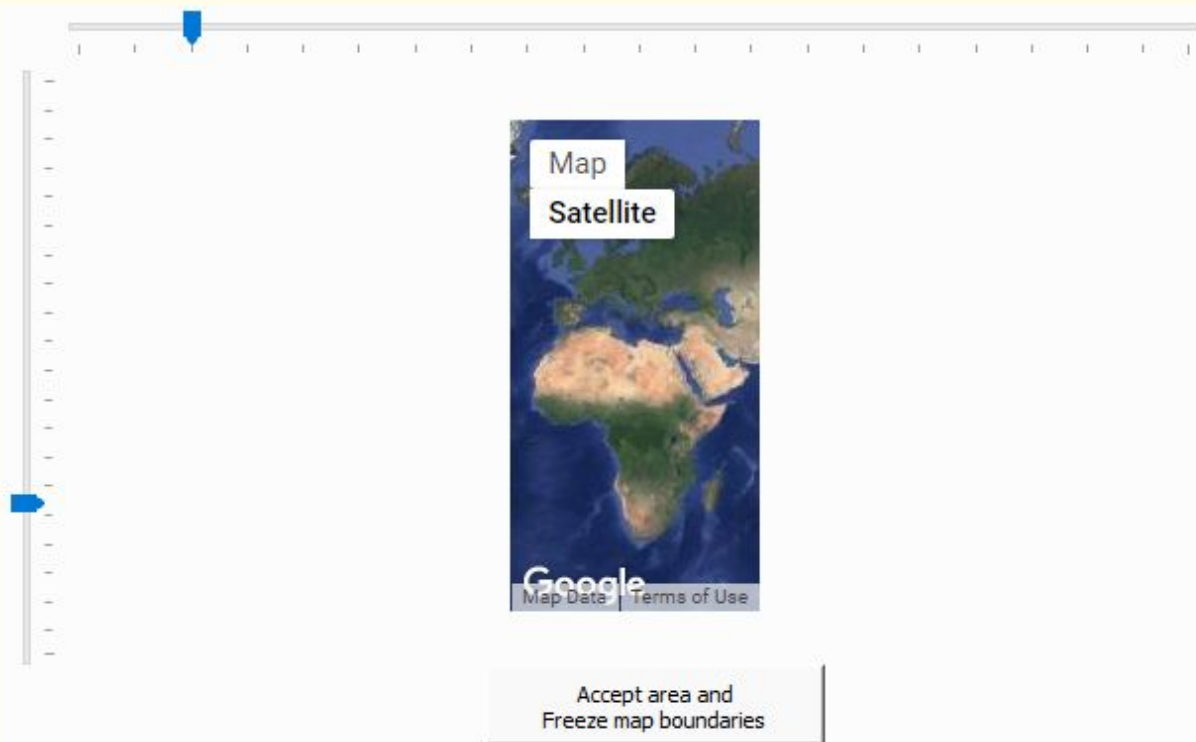 Map
Satellite
Google
Map Data
Terms of Use
Accept area and
Freeze map boundaries